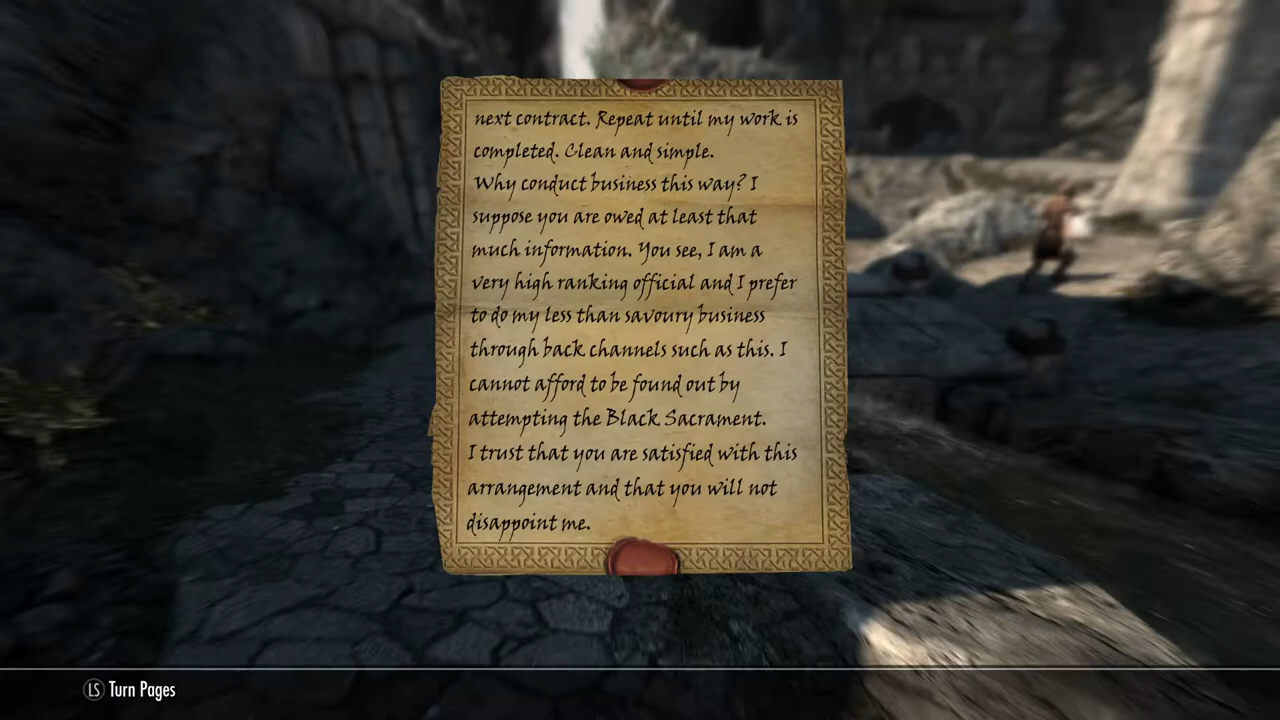 next contract. Repeat until my work is
completed. Clean and simple.
Why conduct business this way? I
suppose you are owed at least that
much information. You see, I am a
very high ranking official and I prefer
to do my less than savoury business
through back channels such as this. I
cannot afford to be found out by
attempting the Black Sacrament.
I trust that you are satisfied with this
arrangement and that you will not
disappoint me.
LS Turn Pages